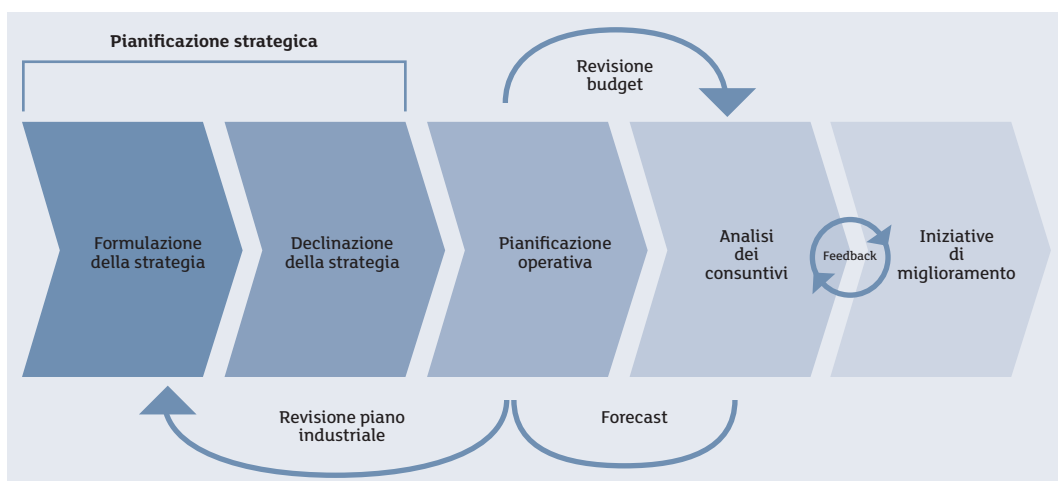 Pianificazione strategica
Revisione
budget
Formulazione
della strategia
Declinazione
della strategia
Pianificazione
operativa
Analisi
dei
consuntivi
Feedback
Iniziative
di
miglioramento
Revisione piano
industriale
Forecast